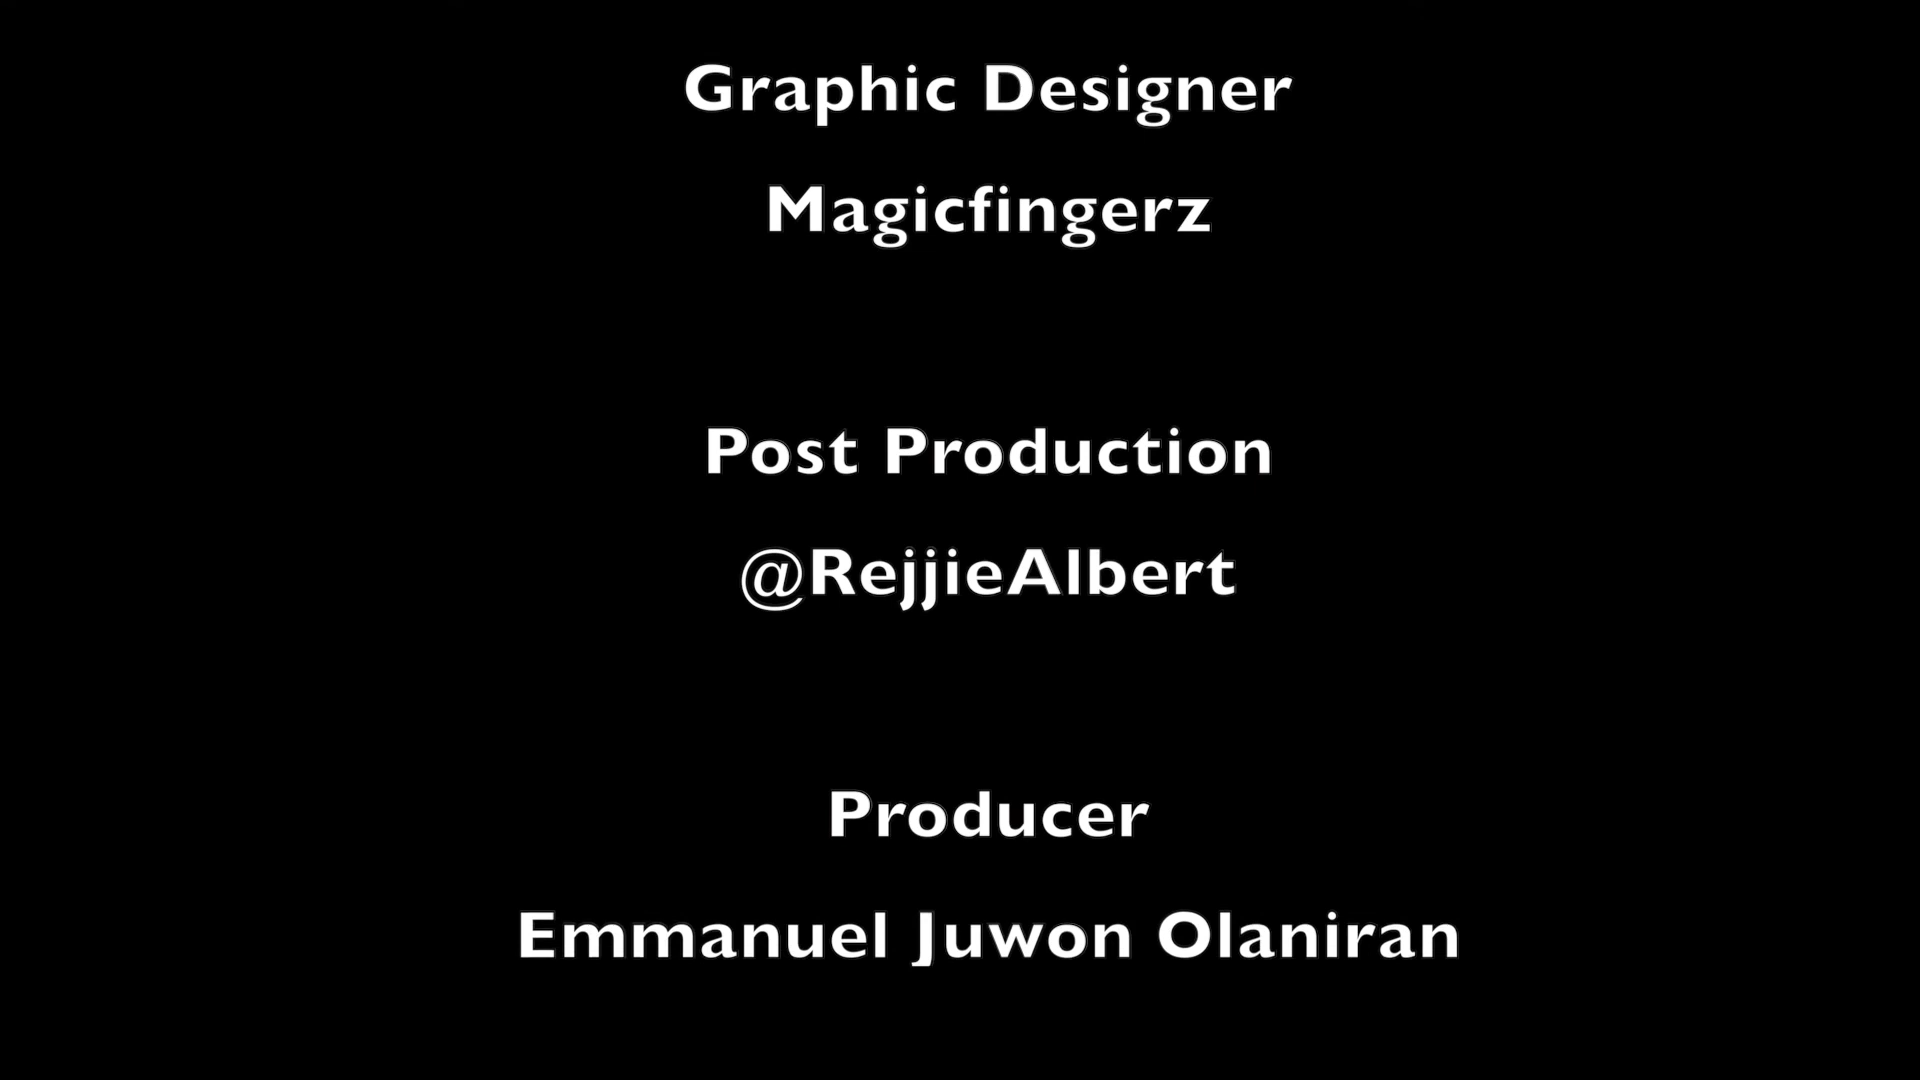 Graphic Designer
Magicfingerz
Post Production
@RejjieAlbert
Producer
Emmanuel Juwon Olaniran